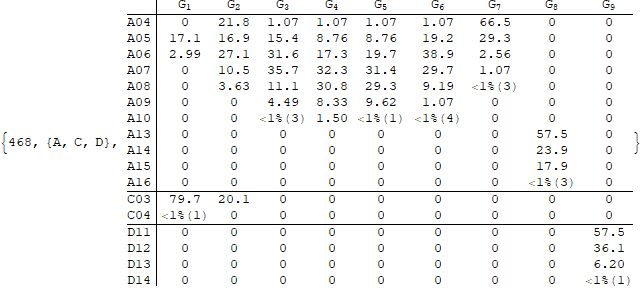 G1 G2 G3 G4 G5 G6 G7 G8 G9
A04 0 21.8 1.07 1.07 1.07 1.07 66.5 0 0
A05 17.1 16.9 15.4 8.76 8.76 19.2 29.3 0 0
A06 2.99 27.1 31.6 17.3 19.7 38.9 2.56 0 0
A07 0 10.5 35.7 32.3 31.4 29.7 1.07 0 0
A08 0 3.63 11.1 30.8 29.3 9.19 <1%(3) 0 0
A09 0 0 4.49 8.33 9.62 1.07 0 0 0
A10 0 0 <1%(3) 1.50 <1%(1) <1%(4) 0 0 0
{468, {A, C, D}, A13 0 0 0 0 0 0 0 57.5 0 }
A14 0 0 0 0 0 0 0 23.9 0
A15 0 0 0 0 0 0 0 17.9 0
A16 0 0 0 0 0 0 0 <1%(3) 0
C03 79.7 20.1 0 0 0 0 0 0 0
C04 <1%(1) 0 0 0 0 0 0 0 0
D11 0 0 0 0 0 0 0 0 57.5
D12 0 0 0 0 0 0 0 0 36.1
D13 0 0 0 0 0 0 0 0 6.20
D14 0 0 0 0 0 0 0 0 <1%(1)